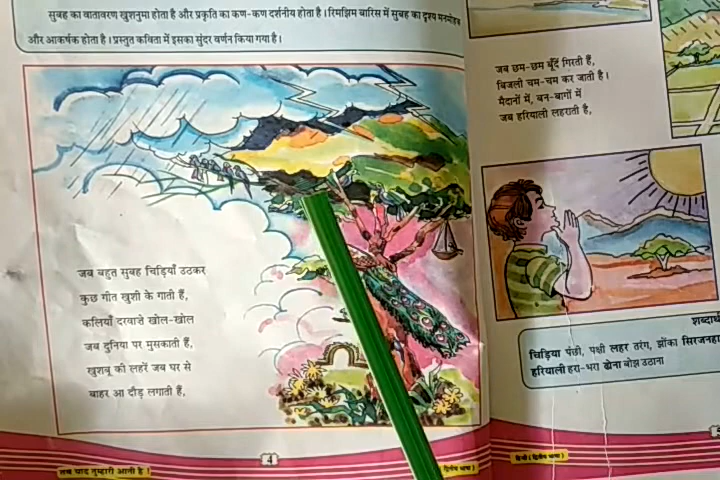 सुबह का वातावरण खुशनुमा होता है और प्रकृति का कण-कण दर्शनीय होता है। रिमझिम बारिस में सुबह का दृश्य मनमोहक
और आकर्षक होता है। प्रस्तुत कविता में इसका सुंदर वर्णन किया गया है।
जब बहुत सुबह चिड़ियाँ उठकर
कुछ गीत खुशी के गाती हैं,
कलियाँ दरवाजे खोल-खोल
जब दुनिया पर मुसकाती हैं,
खुशबू की लहरें जब घर से
बाहर आ दौड़ लगाती हैं,
तब याद तुम्हारी आती है।
4
द्वितीय भाषा)
जब छम-छम बूँदें गिरती हैं,
बिजली चम-चम कर जाती है।
मैदानों में, बन-बागों में
जब हरियाली लहराती है,
शब्दार्थ
चिड़िया पंछी, पक्षी लहर तरंग, झोंका सिरजनहा
हरियाली हरा-भरा ढोना बोझ उठाना
हिन्दी (द्वितीय भाषा)